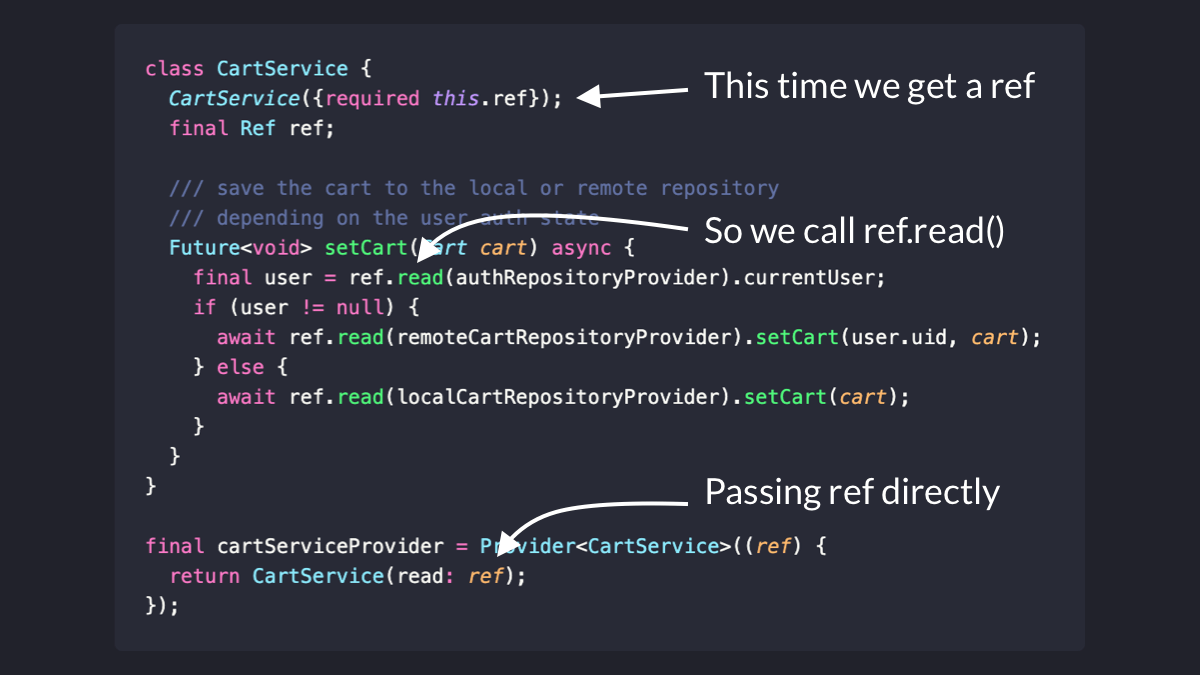 class CartService {
  CartService({required this.ref});
  final Ref ref;
This time we get a ref
  /// save the cart to the local or remote repository
  /// depending on the user auth state
  Future<void> setCart(Cart cart) async {
So we call ref.read()
    final user = ref.read(authRepositoryProvider).currentUser;
    if (user != null) {
      await ref.read(remoteCartRepositoryProvider).setCart(user.uid, cart);
    } else {
      await ref.read(localCartRepositoryProvider).setCart(cart);
    }
  }
}
Passing ref directly
final cartServiceProvider = Provider<CartService>((ref) {
  return CartService(read: ref);
});